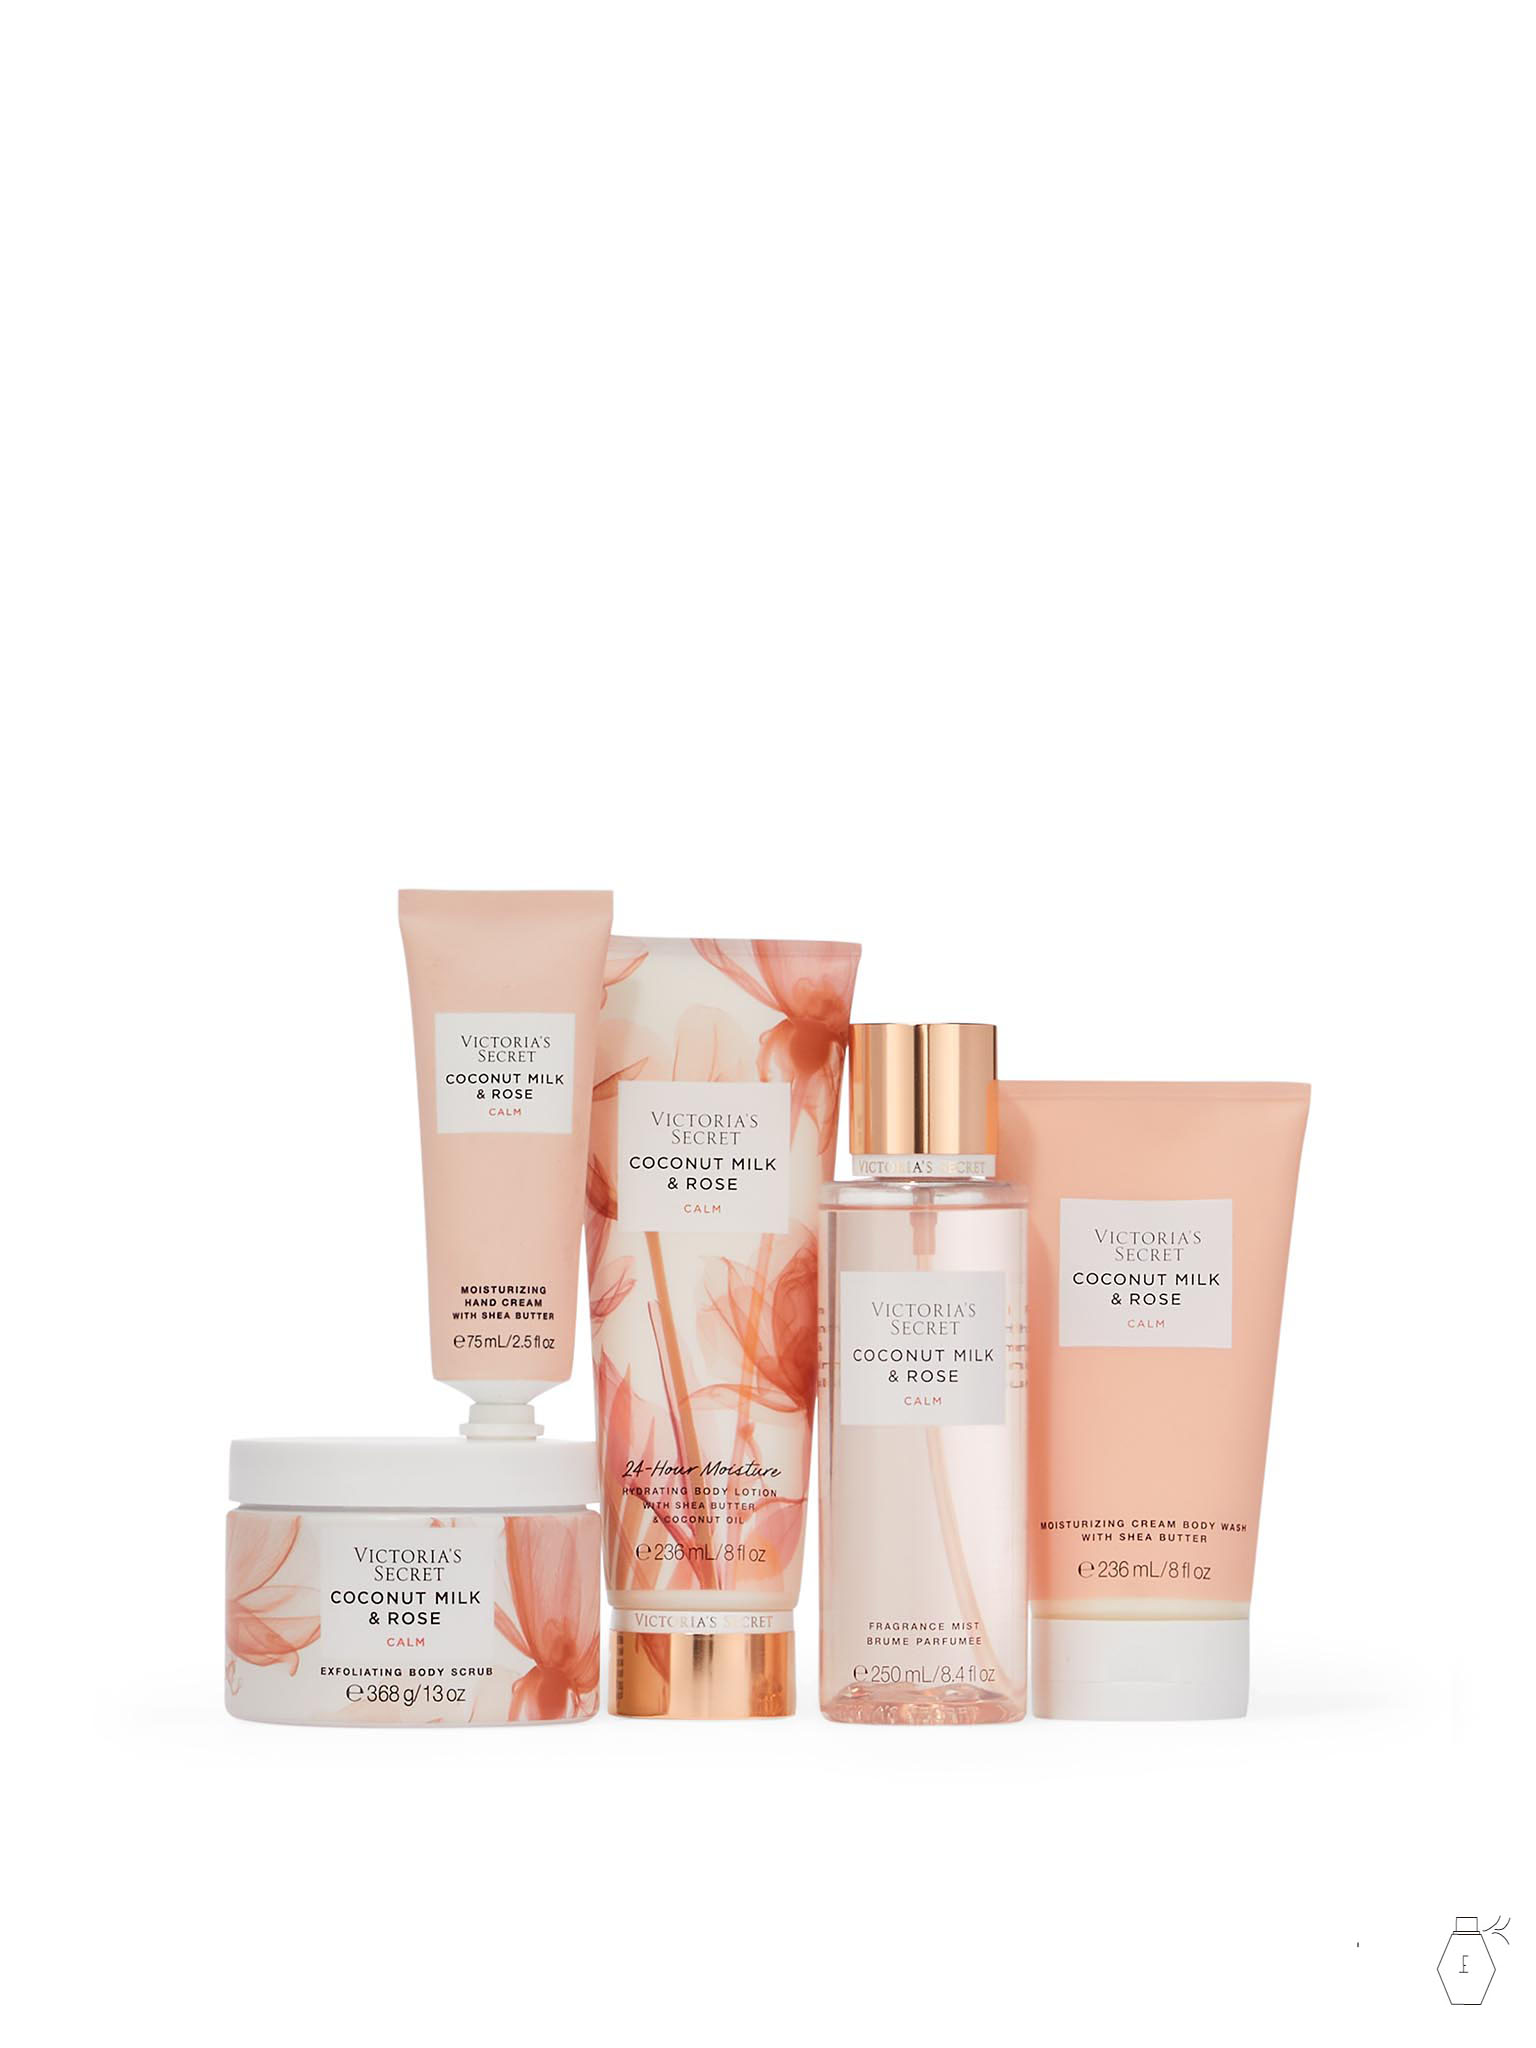 VICTORIA'S
SECRET
COCONUT MILK
& ROSE
CALM
MOISTURIZING
HAND CREAM
WITH SHEA BUTTER
℮75 mL/2.5 fl oz
VICTORIA'S
SECRET
COCONUT MILK
& ROSE
CALM
EXFOLIATING BODY SCRUB
℮368 g/13 oz
VICTORIA'S
SECRET
COCONUT MILK
& ROSE
CALM
24-Hour Moisture
HYDRATING BODY LOTION
WITH SHEA BUTTER
& COCONUT OIL
℮236 mL/8 fl oz
VICTORIA'S SECRET
VICTORIA'S SECRET
VICTORIA'S
SECRET
COCONUT MILK
& ROSE
CALM
FRAGRANCE MIST
BRUME PARFUMÉE
℮250 mL/8.4 fl oz
VICTORIA'S
SECRET
COCONUT MILK
& ROSE
CALM
MOISTURIZING CREAM BODY WASH
WITH SHEA BUTTER
℮236 mL/8 fl oz
E